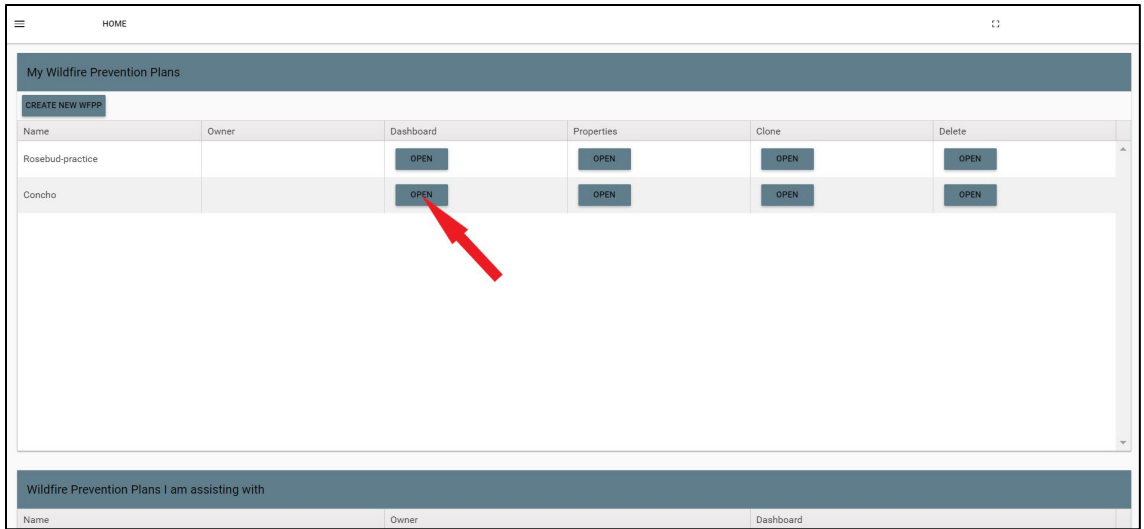 HOME
My Wildfire Prevention Plans
CREATE NEW WFPP
Name Owner Dashboard Properties Clone Delete
Rosebud-practice OPEN OPEN OPEN OPEN
Concho OPEN OPEN OPEN OPEN
Wildfire Prevention Plans I am assisting with
Name Owner Dashboard